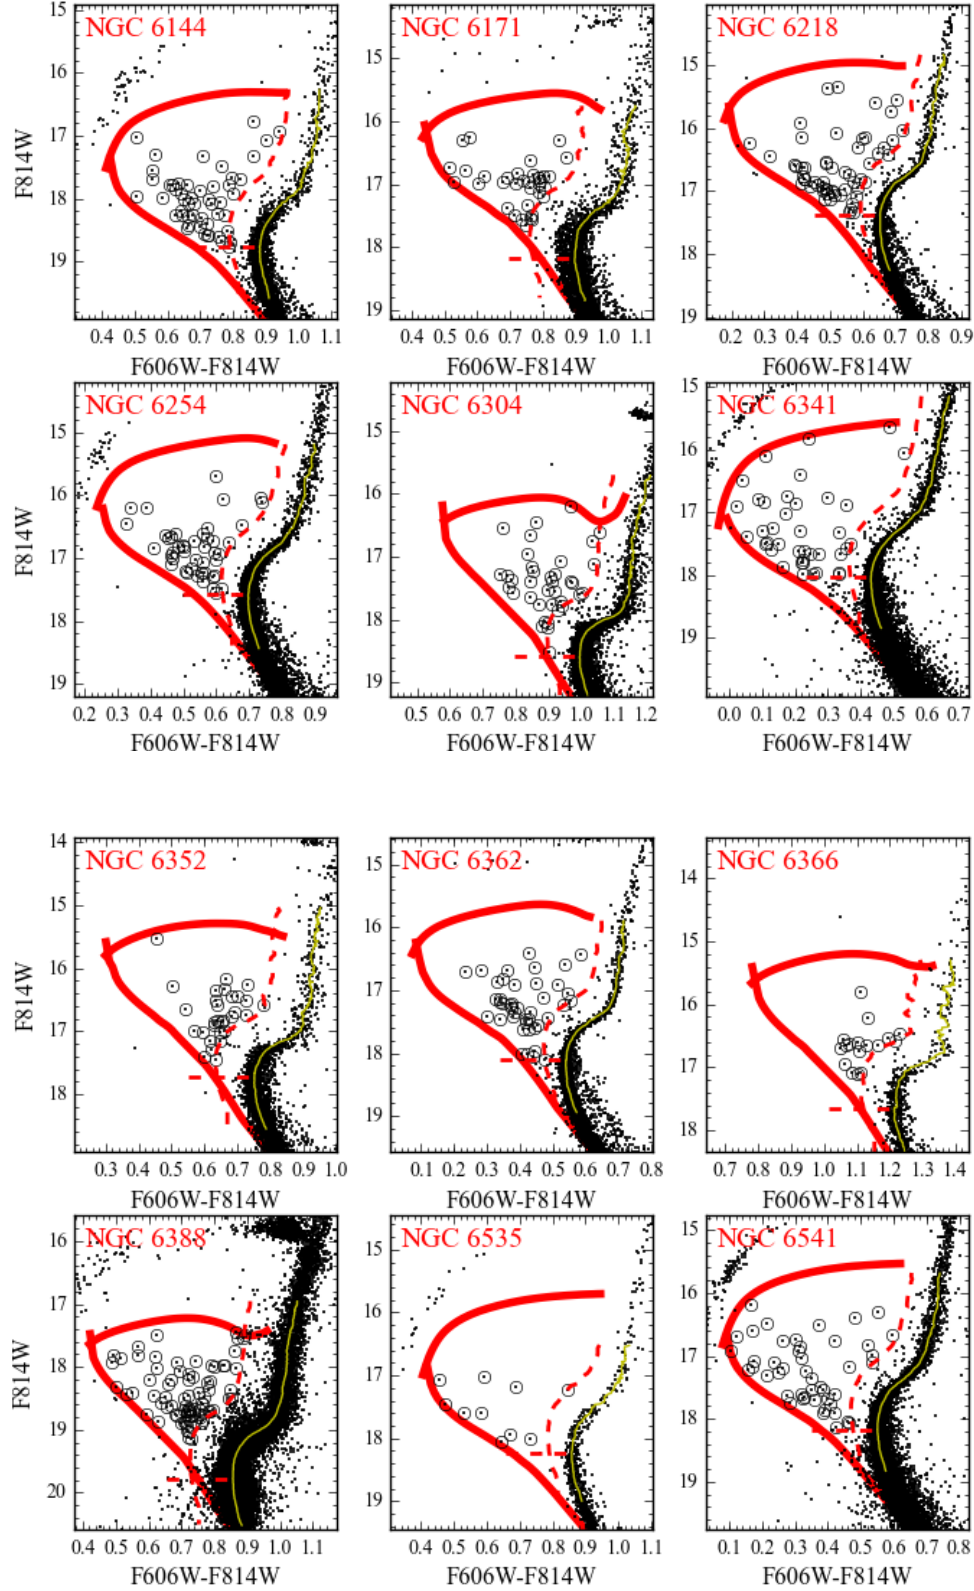 NGC 6144 NGC 6171 NGC 6218
15 15 15
16 16 16
17 17 17
18 18 18
19 19 19
F814W
0.4 0.5 0.6 0.7 0.8 0.9 1.0 1.1 0.4 0.5 0.6 0.7 0.8 0.9 1.0 1.1 0.2 0.3 0.4 0.5 0.6 0.7 0.8 0.9
F606W-F814W F606W-F814W F606W-F814W
NGC 6254 NGC 6304 NGC 6341
15 15 15
16 16 16
17 17 17
18 18 18
19 19 19
F814W
0.2 0.3 0.4 0.5 0.6 0.7 0.8 0.9 0.5 0.6 0.7 0.8 0.9 1.0 1.1 1.2 0.0 0.1 0.2 0.3 0.4 0.5 0.6 0.7
F606W-F814W F606W-F814W F606W-F814W
NGC 6352 NGC 6362 NGC 6366
14 15 14
15 16 15
16 17 16
17 18 17
18 19 18
F814W
0.3 0.4 0.5 0.6 0.7 0.8 0.9 1.0 0.1 0.2 0.3 0.4 0.5 0.6 0.7 0.8 0.7 0.8 0.9 1.0 1.1 1.2 1.3 1.4
F606W-F814W F606W-F814W F606W-F814W
NGC 6388 NGC 6535 NGC 6541
16 15 15
17 16 16
18 17 17
19 18 18
20 19 19
F814W
0.4 0.5 0.6 0.7 0.8 0.9 1.0 1.1 0.4 0.5 0.6 0.7 0.8 0.9 1.0 1.1 0.1 0.2 0.3 0.4 0.5 0.6 0.7 0.8
F606W-F814W F606W-F814W F606W-F814W